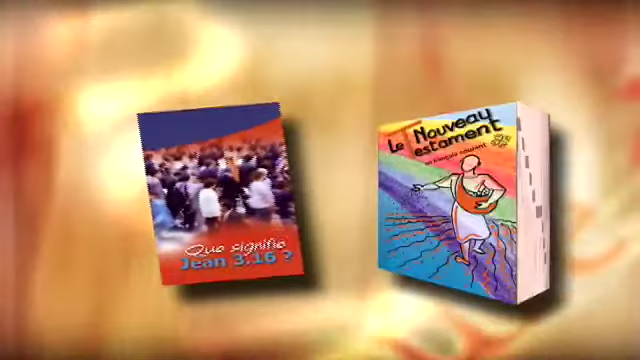 Que signifie
Jean 3.16 ?
Le Nouveau
Testament
en français courant